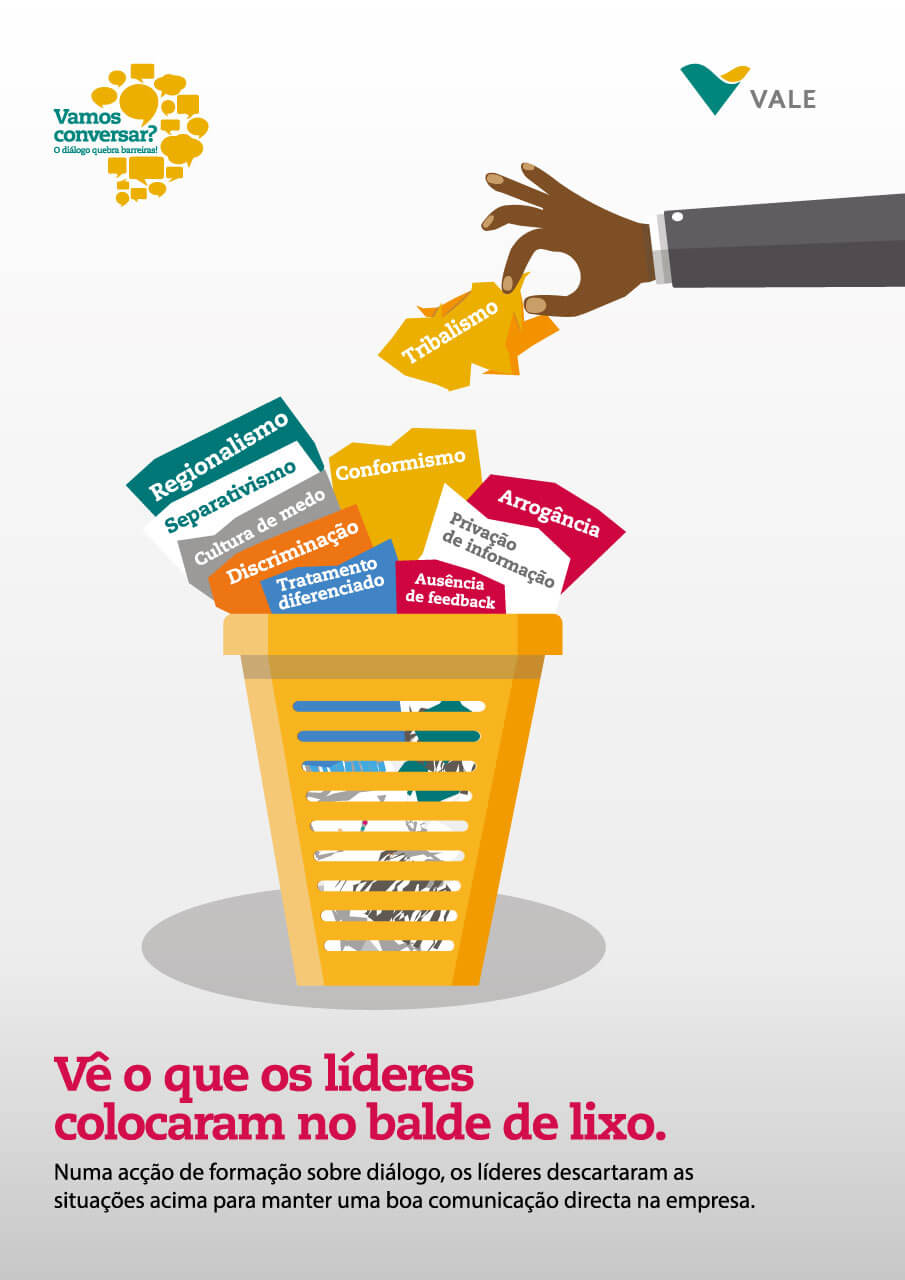 Vamos
conversar?
O diálogo quebra barreiras!
VALE
Tribalismo
Regionalismo
Separativismo
Cultura de medo
Discriminação
Tratamento
diferenciado
Conformismo
Arrogância
Privação
de informação
Ausência
de feedback
Vê o que os líderes
colocaram no balde de lixo.
Numa acção de formação sobre diálogo, os líderes descartaram as
situações acima para manter uma boa comunicação directa na empresa.